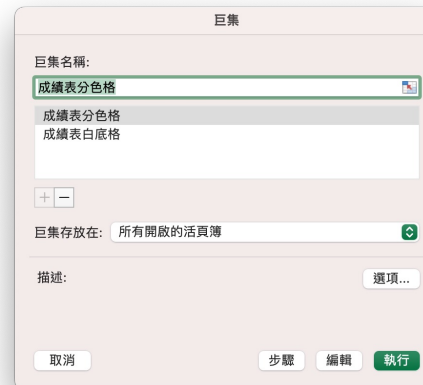 巨集
巨集名稱:
成績表分色格
成績表分色格
成績表白底格
+ −
巨集存放在: 所有開啟的活頁簿
描述: 選項...
取消 步驟 編輯 執行